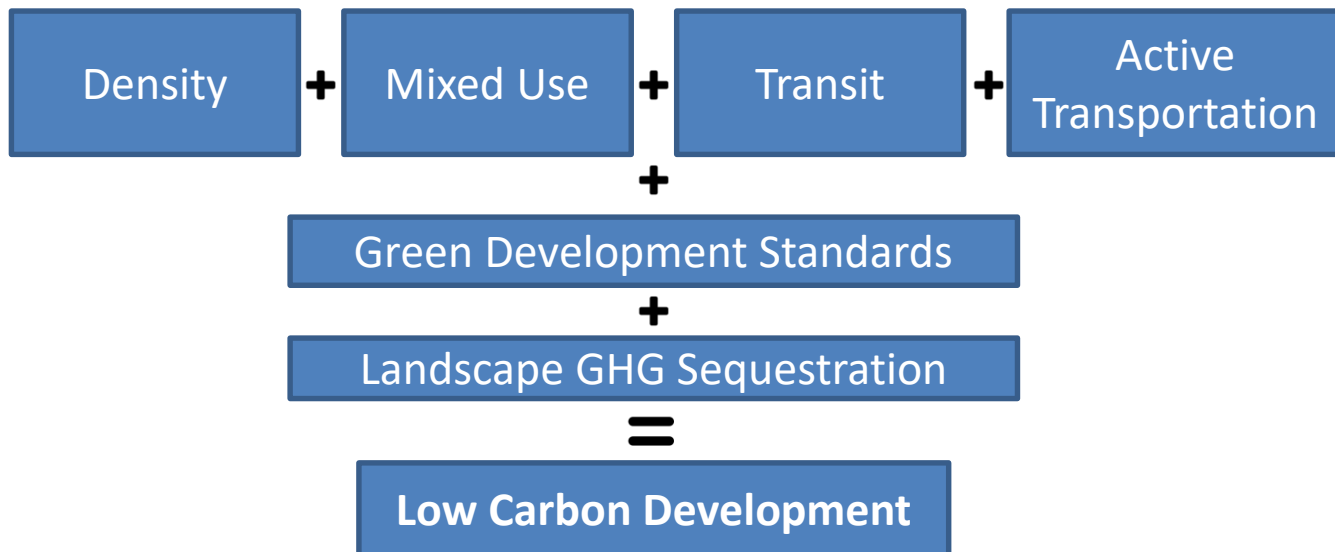 Density + Mixed Use + Transit + Active
Transportation
+
Green Development Standards
+
Landscape GHG Sequestration
=
Low Carbon Development